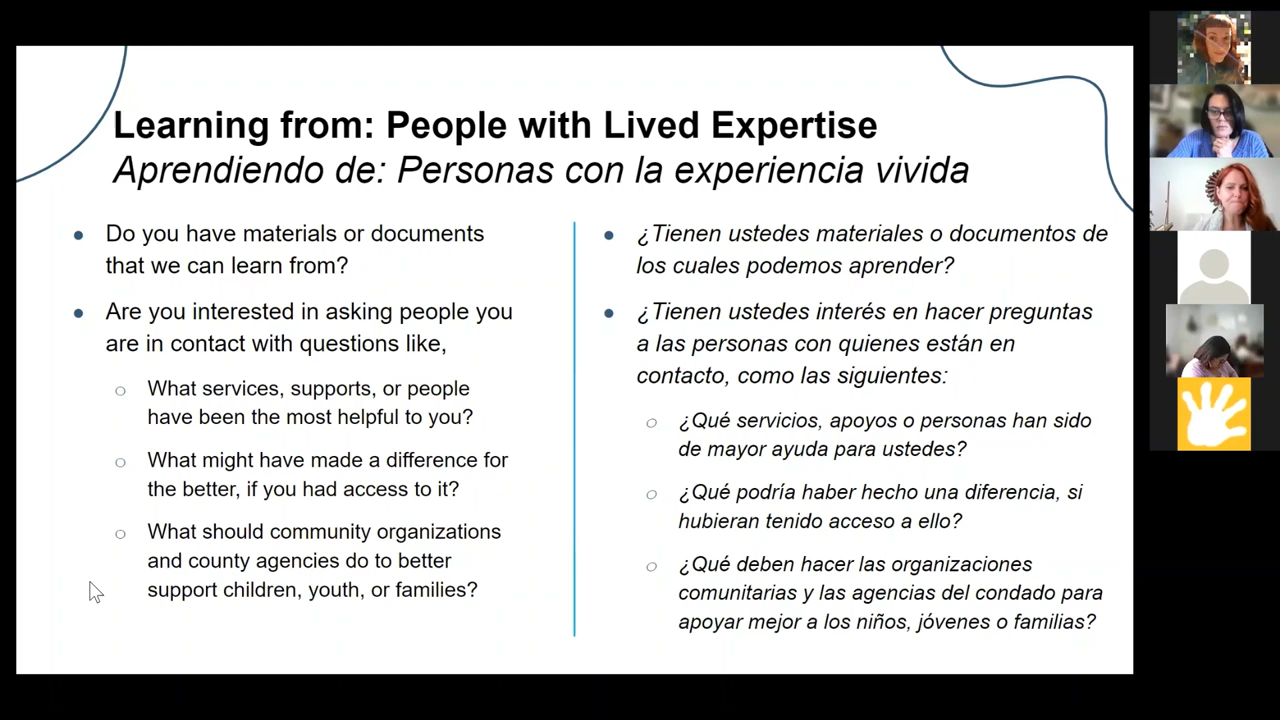 Learning from: People with Lived Expertise
Aprendiendo de: Personas con la experiencia vivida
Do you have materials or documents
that we can learn from?
Are you interested in asking people you
are in contact with questions like,
What services, supports, or people
have been the most helpful to you?
What might have made a difference for
the better, if you had access to it?
What should community organizations
and county agencies do to better
support children, youth, or families?
¿Tienen ustedes materiales o documentos de
los cuales podemos aprender?
¿Tienen ustedes interés en hacer preguntas
a las personas con quienes están en
contacto, como las siguientes:
¿Qué servicios, apoyos o personas han sido
de mayor ayuda para ustedes?
¿Qué podría haber hecho una diferencia, si
hubieran tenido acceso a ello?
¿Qué deben hacer las organizaciones
comunitarias y las agencias del condado para
apoyar mejor a los niños, jóvenes o familias?